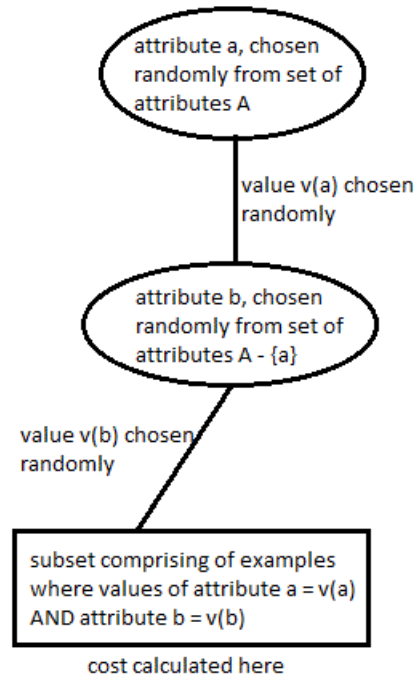 attribute a, chosen
randomly from set of
attributes A
value v(a) chosen
randomly
attribute b, chosen
randomly from set of
attributes A - {a}
value v(b) chosen
randomly
subset comprising of examples
where values of attribute a = v(a)
AND attribute b = v(b)
cost calculated here